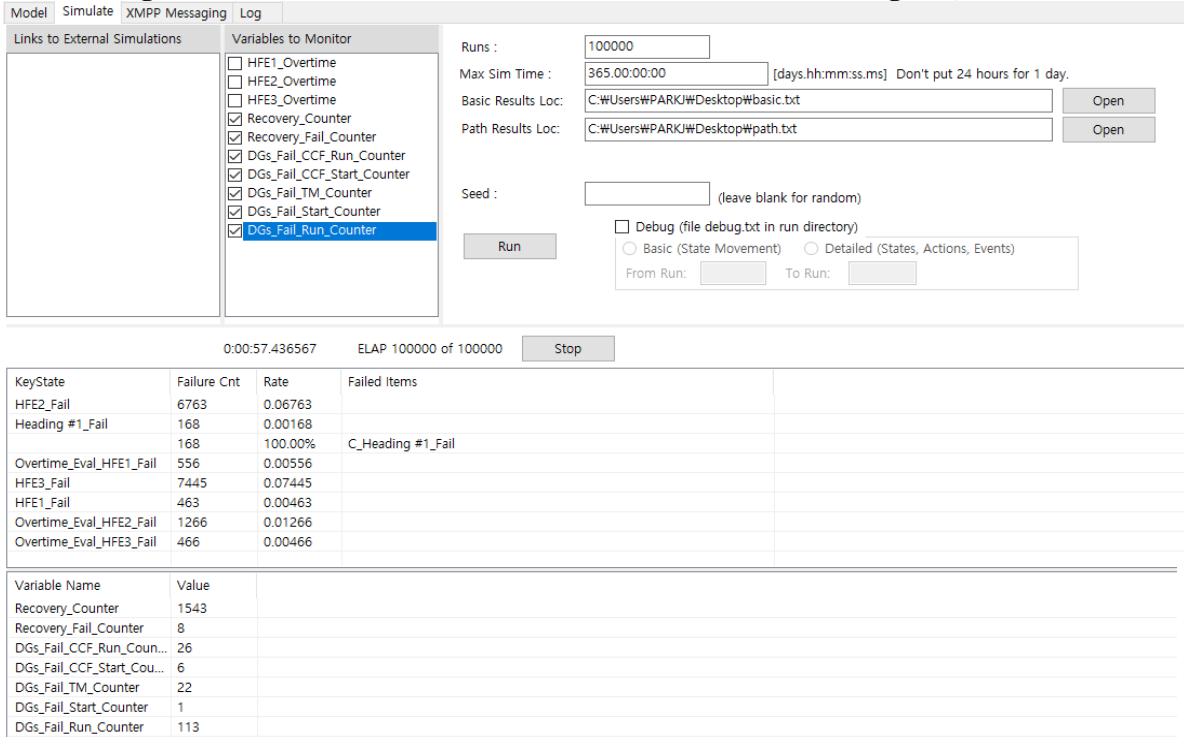 Model Simulate XMPP Messaging Log
Links to External Simulations
Variables to Monitor
HFE1_Overtime
HFE2_Overtime
HFE3_Overtime
Recovery_Counter
Recovery_Fail_Counter
DGs_Fail_CCF_Run_Counter
DGs_Fail_CCF_Start_Counter
DGs_Fail_TM_Counter
DGs_Fail_Start_Counter
DGs_Fail_Run_Counter
Runs : 100000
Max Sim Time : 365.00:00:00 [days.hh:mm:ss.ms] Don't put 24 hours for 1 day.
Basic Results Loc: C:₩Users₩PARKJ₩Desktop₩basic.txt Open
Path Results Loc: C:₩Users₩PARKJ₩Desktop₩path.txt Open
Seed : (leave blank for random)
Debug (file debug.txt in run directory)
Run
Basic (State Movement) Detailed (States, Actions, Events)
From Run: To Run:
0:00:57.436567 ELAP 100000 of 100000 Stop
KeyState Failure Cnt Rate Failed Items
HFE2_Fail 6763 0.06763
Heading #1_Fail 168 0.00168
168 100.00% C_Heading #1_Fail
Overtime_Eval_HFE1_Fail 556 0.00556
HFE3_Fail 7445 0.07445
HFE1_Fail 463 0.00463
Overtime_Eval_HFE2_Fail 1266 0.01266
Overtime_Eval_HFE3_Fail 466 0.00466
Variable Name Value
Recovery_Counter 1543
Recovery_Fail_Counter 8
DGs_Fail_CCF_Run_Coun... 26
DGs_Fail_CCF_Start_Cou... 6
DGs_Fail_TM_Counter 22
DGs_Fail_Start_Counter 1
DGs_Fail_Run_Counter 113